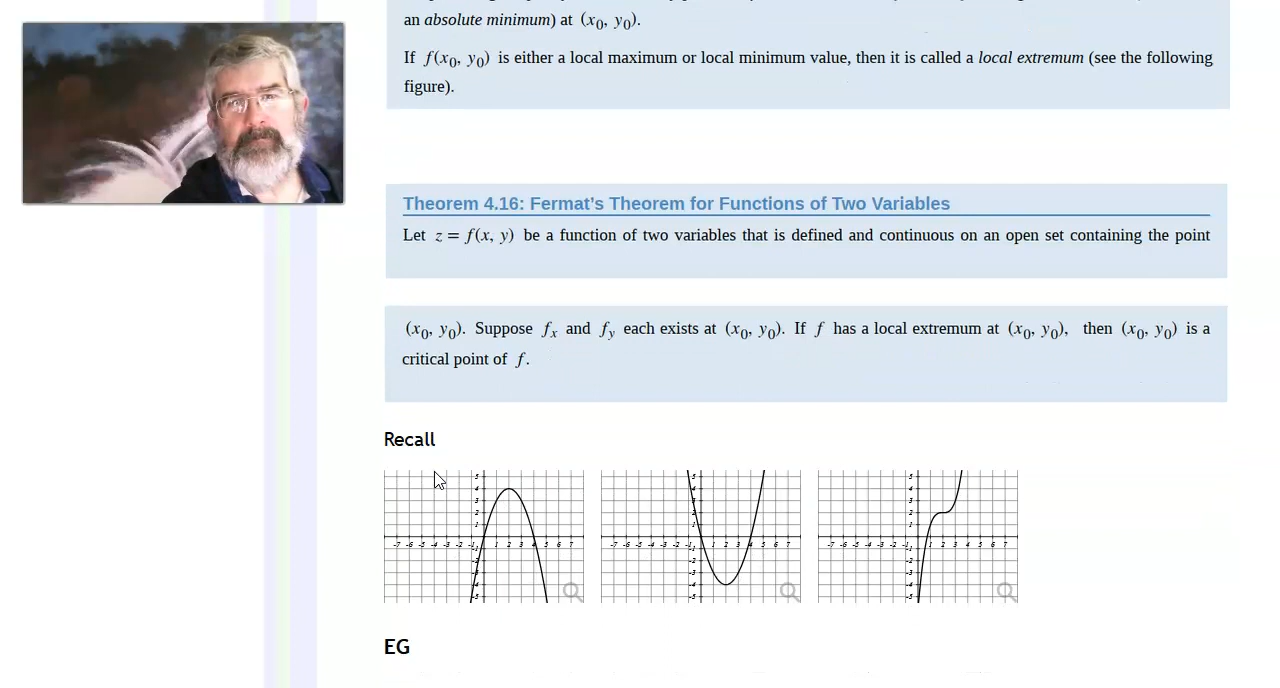 an absolute minimum) at (x₀, y₀).
If f(x₀, y₀) is either a local maximum or local minimum value, then it is called a local extremum (see the following
figure).
Theorem 4.16: Fermat's Theorem for Functions of Two Variables
Let z = f(x, y) be a function of two variables that is defined and continuous on an open set containing the point
(x₀, y₀). Suppose fₓ and f_y each exists at (x₀, y₀). If f has a local extremum at (x₀, y₀), then (x₀, y₀) is a
critical point of f.
Recall
EG